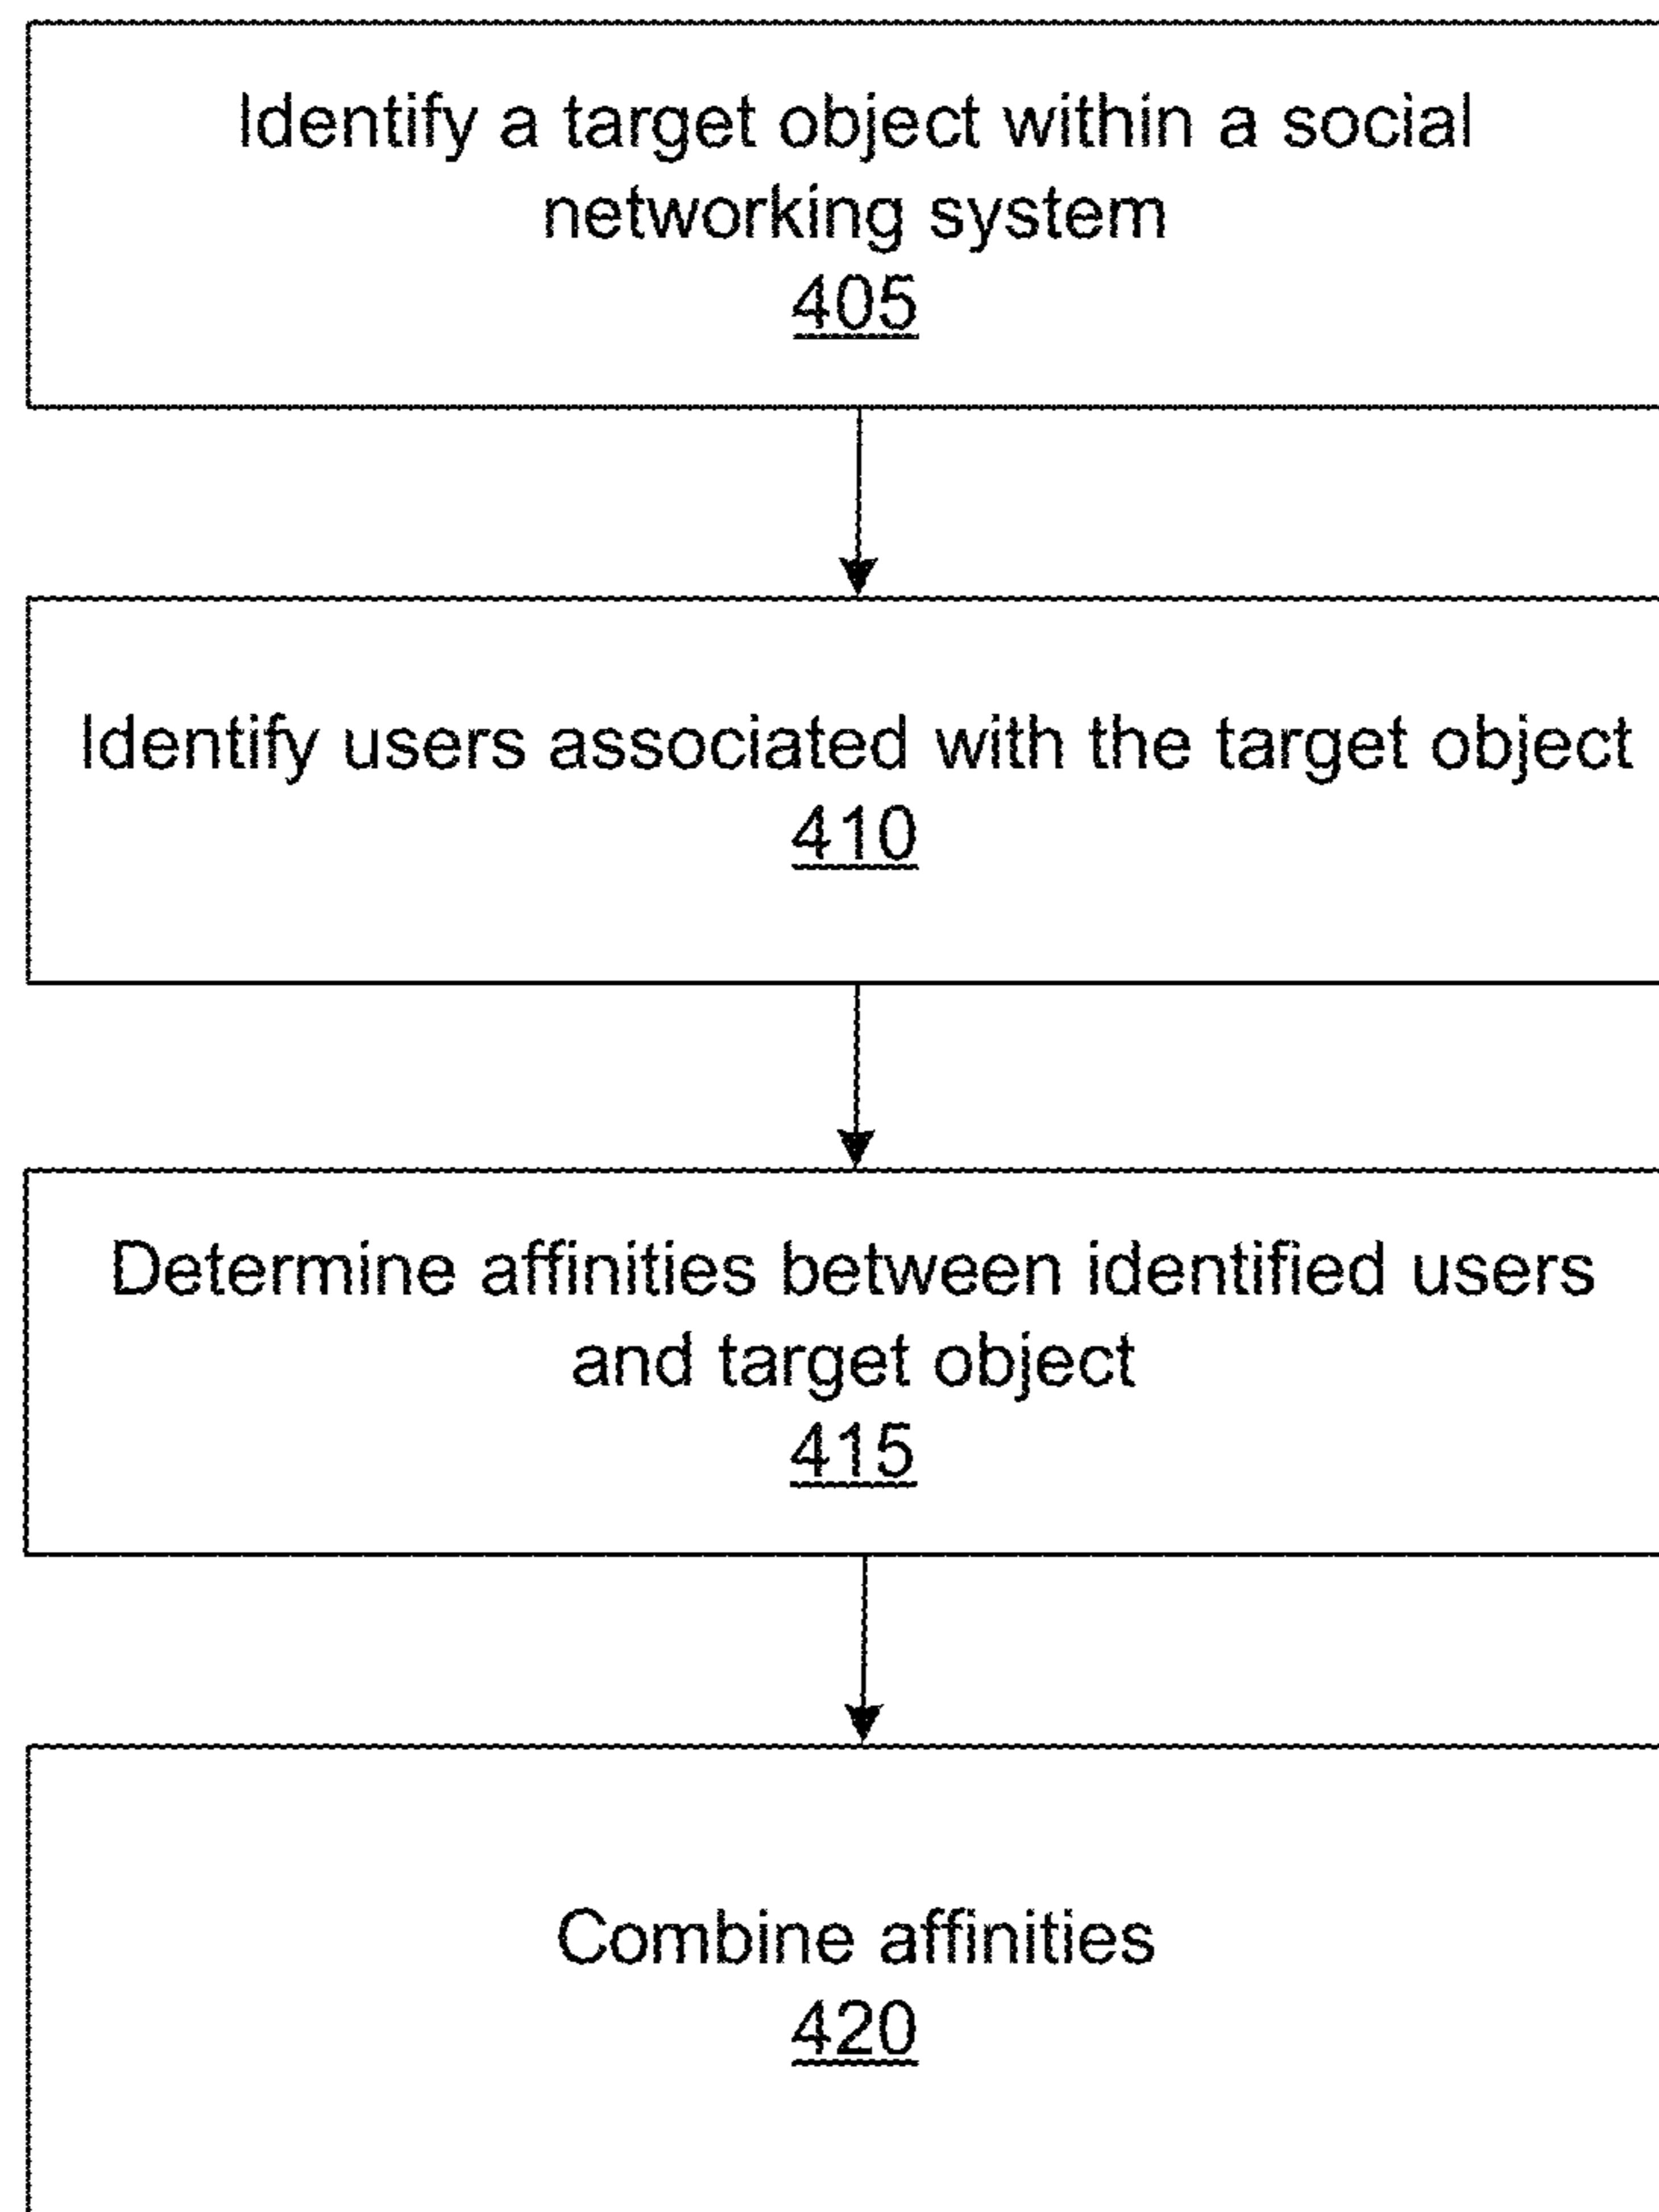 Identify a target object within a social
networking system
405
Identify users associated with the target object
410
Determine affinities between identified users
and target object
415
Combine affinities
420